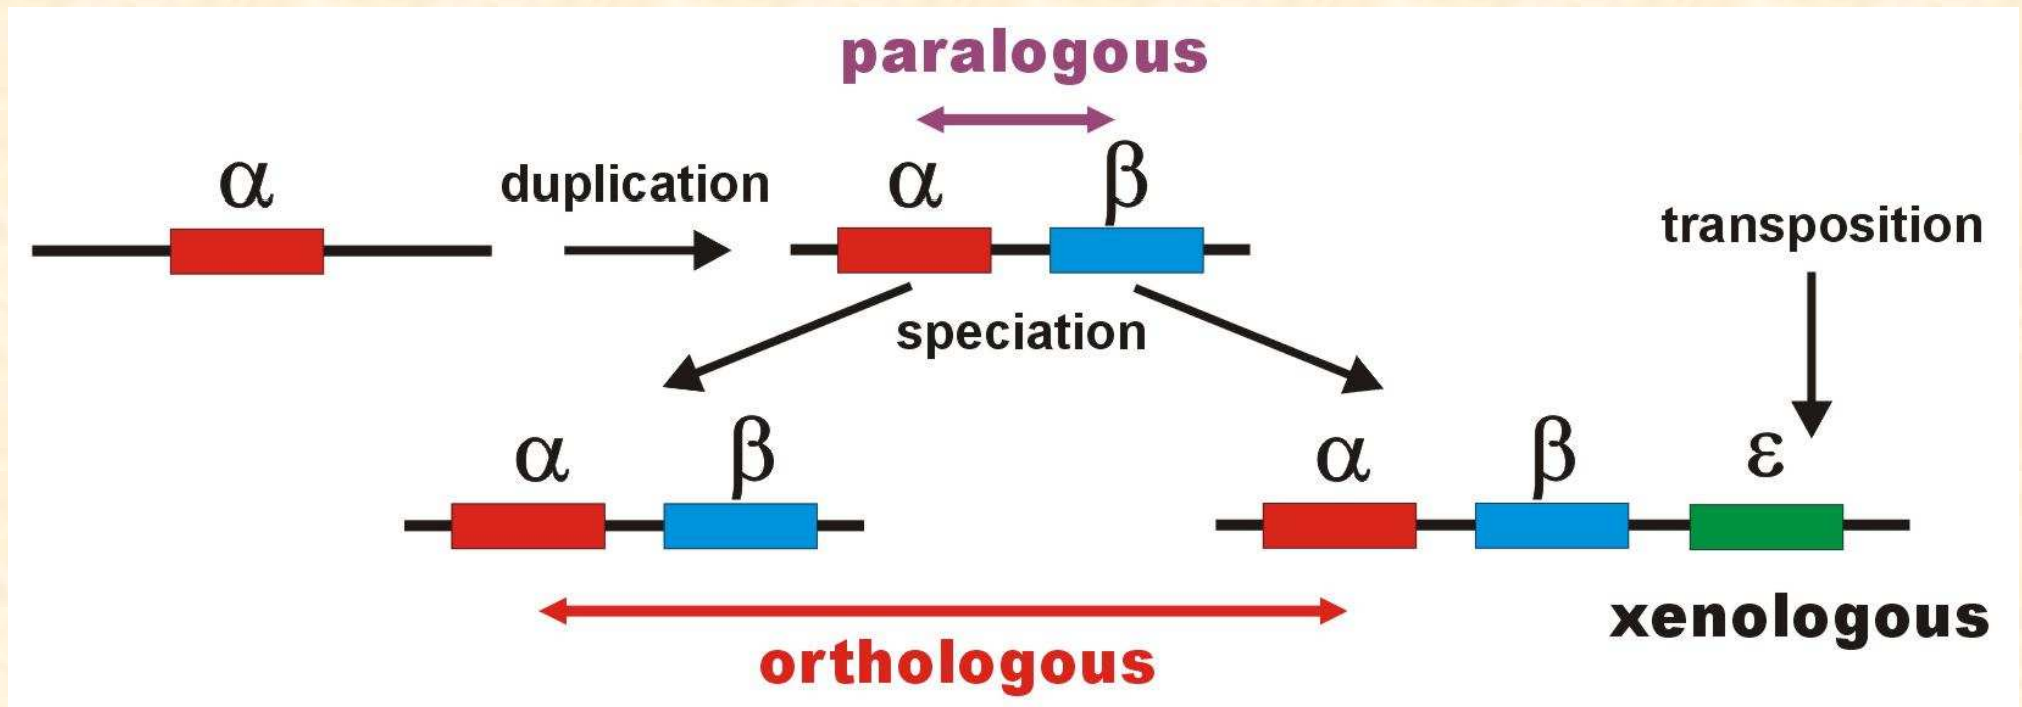 paralogous
α
duplication
α
β
transposition
speciation
α
β
α
β
ε
xenologous
orthologous